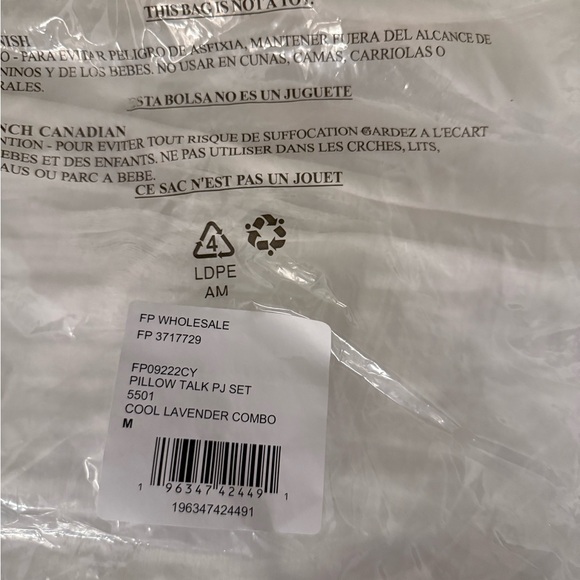 THIS BAG IS NOT A TOY.
NISH
O - PARA EVITAR PELIGRO DE ASFIXIA, MANTENER FUERA DEL ALCANCE DE
NINOS Y DE LOS BEBES. NO USAR EN CUNAS, CAMAS, CARRIOLAS O
RALES.
STA BOLSA NO ES UN JUGUETE
NCH CANADIAN
NTION - POUR EVITER TOUT RISQUE DE SUFFOCATION GARDEZ A L'ECART
EBES ET DES ENFANTS. NE PAS UTILISER DANS LES CRCHES, LITS,
AUS OU PARC A BEBE.
CE SAC N'EST PAS UN JOUET
4
LDPE
AM
FP WHOLESALE
FP 3717729
FP09222CY
PILLOW TALK PJ SET
5501
COOL LAVENDER COMBO
M
1 96347 42449 1
196347424491